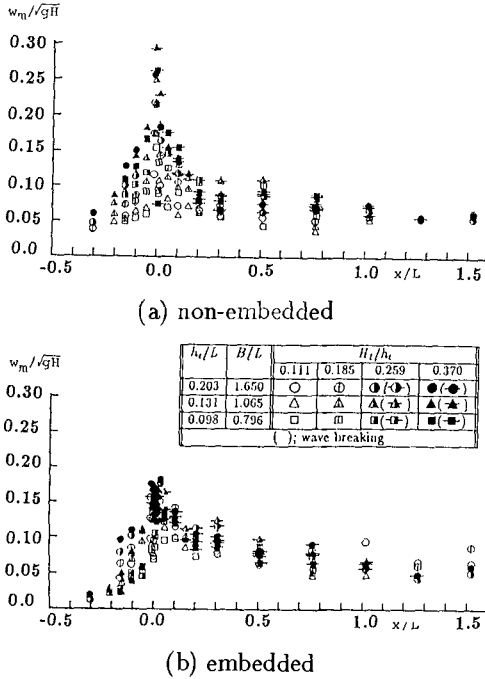 w_m/√gH
0.30
0.25
0.20
0.15
0.10
0.05
0.0
-0.5 0.0 0.5 1.0 x/L 1.5
(a) non-embedded
w_m/√gH
h_t/L B/L H_I/h_t
0.111 0.185 0.259 0.370
0.203 1.650 ○ ⦶ ◑(-◑-) ●(-●-)
0.131 1.065
0.098 0.796
( ); wave breaking
0.30
0.25
0.20
0.15
0.10
0.05
0.0
-0.5 0.0 0.5 1.0 x/L 1.5
(b) embedded